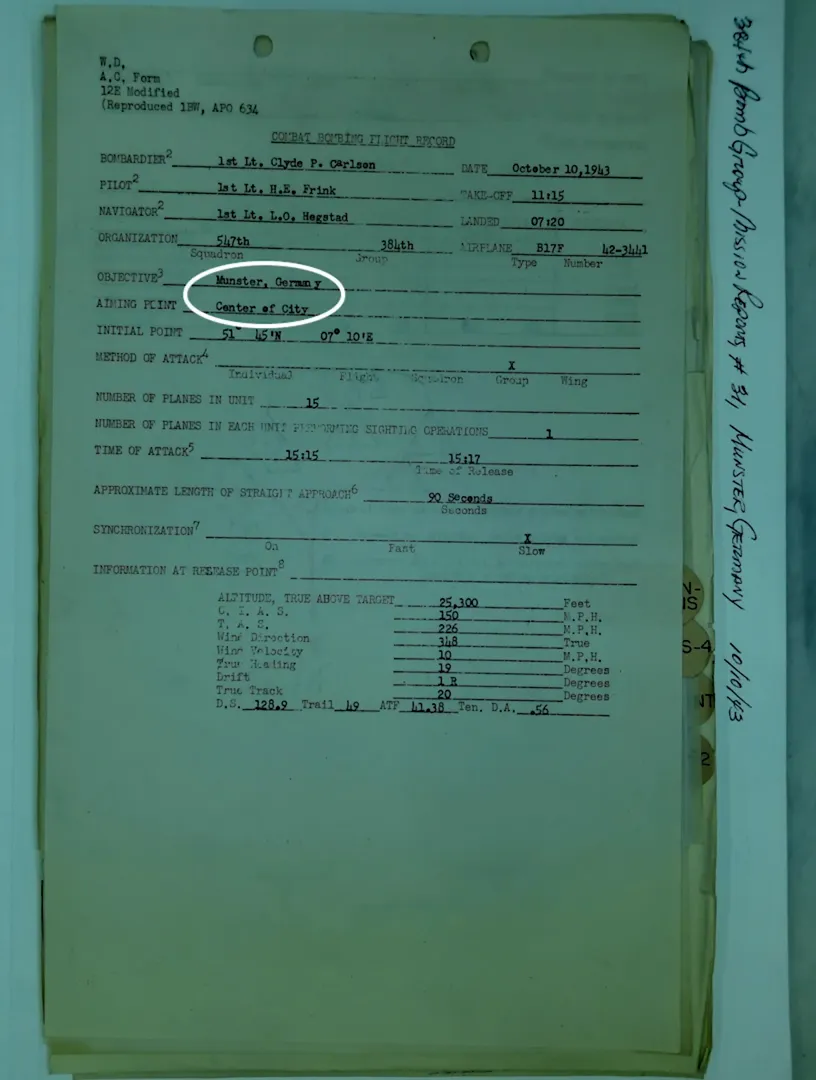 W.D.
A.C. Form
12E Modified
(Reproduced 1BW, APO 634
COMBAT BOMBING FLIGHT RECORD
BOMBARDIER2 1st Lt. Clyde P. Carlson DATE October 10,1943
PILOT2 1st Lt. H.E. Frink TAKE-OFF 11:15
NAVIGATOR2 1st Lt. L.O. Hegstad LANDED 07:20
ORGANIZATION 547th 384th AIRPLANE B17F 42-3441
Squadron Group Type Number
OBJECTIVE3 Munster, Germany
AIMING POINT Center of City
INITIAL POINT 51° 45'N 07° 10'E
METHOD OF ATTACK4 X
Individual Flight Squadron Group Wing
NUMBER OF PLANES IN UNIT 15
NUMBER OF PLANES IN EACH UNIT PERFORMING SIGHTING OPERATIONS 1
TIME OF ATTACK5 15:15 15:17
Time of Release
APPROXIMATE LENGTH OF STRAIGHT APPROACH6 90 Seconds
Seconds
SYNCHRONIZATION7 X
On Fast Slow
INFORMATION AT RELEASE POINT8
ALTITUDE, TRUE ABOVE TARGET 25,300 Feet
C. I. A. S. 150 M.P.H.
T. A. S. 226 M.P.H.
Wind Direction 348 True
Wind Velocity 10 M.P.H.
True Heading 19 Degrees
Drift 1 R Degrees
True Track 20 Degrees
D.S. 128.9 Trail 49 ATF 41.38 Ten. D.A. .56
384th Bomb Group - Mission Reports # 31, MUNSTER, GERMANY 10/10/43
N-
IS
S-4
NT
2